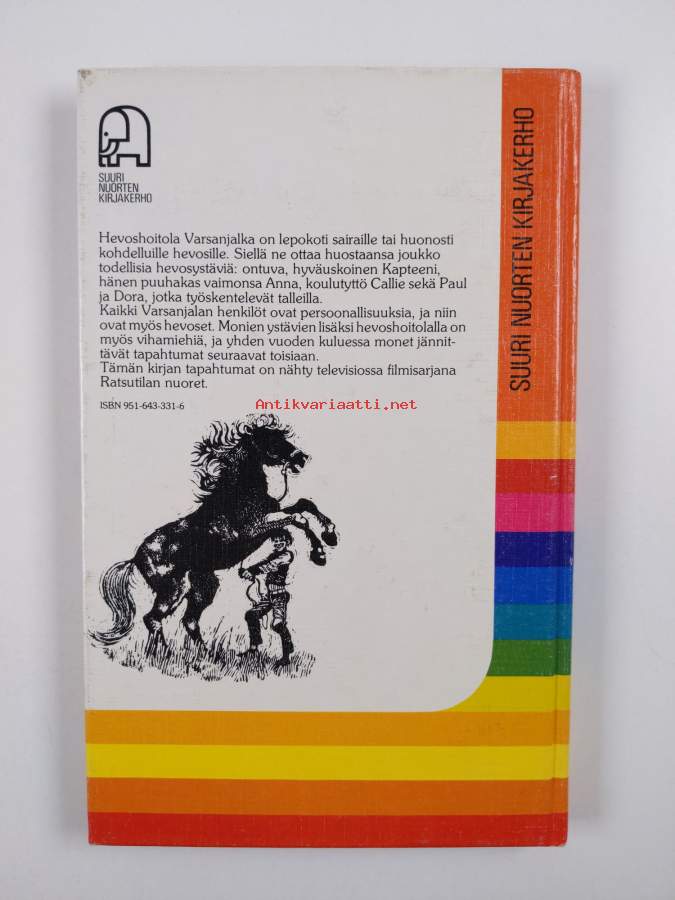 SUURI
NUORTEN
KIRJAKERHO
Hevoshoitola Varsanjalka on lepokoti sairaille tai huonosti
kohdelluille hevosille. Siellä ne ottaa huostaansa joukko
todellisia hevosystäviä: ontuva, hyväuskoinen Kapteeni,
hänen puuhakas vaimonsa Anna, koulutyttö Callie sekä Paul
ja Dora, jotka työskentelevät talleilla.
Kaikki Varsanjalan henkilöt ovat persoonallisuuksia, ja niin
ovat myös hevoset. Monien ystävien lisäksi hevoshoitolalla on
myös vihamiehiä, ja yhden vuoden kuluessa monet jännit-
tävät tapahtumat seuraavat toisiaan.
Tämän kirjan tapahtumat on nähty televisiossa filmisarjana
Ratsutilan nuoret.
ISBN 951-643-331-6
Antikvariaatti.net
SUURI NUORTEN KIRJAKERHO